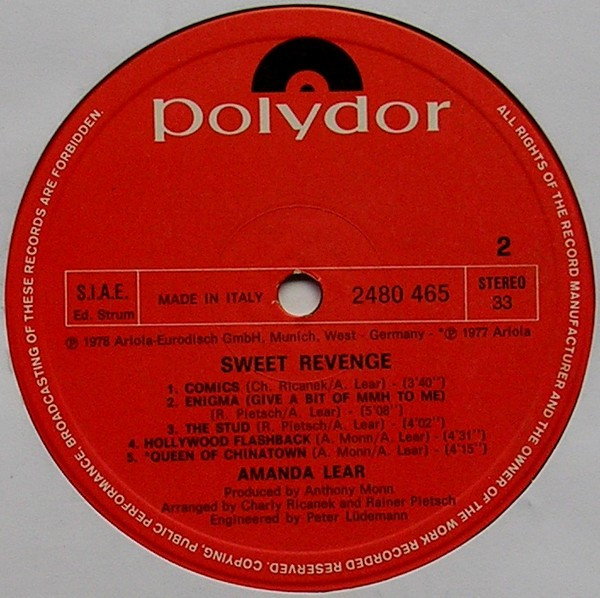 polydor
2
S.I.A.E.
Ed. Strum
MADE IN ITALY
2480 465
STEREO
33
℗ 1978 Ariola-Eurodisch GmbH, Munich, West - Germany - *℗ 1977 Ariola
SWEET REVENGE
1. COMICS (Ch. Ricanek/A. Lear) - (3'40")
2. ENIGMA (GIVE A BIT OF MMH TO ME)
(R. Pietsch/A. Lear) - (5'08")
3. THE STUD (R. Pietsch/A. Lear) - (4'02")
4. HOLLYWOOD FLASHBACK (A. Monn/A. Lear) - (4'31")
5. *QUEEN OF CHINATOWN (A. Monn/A. Lear) - (4'15")
AMANDA LEAR
Produced by Anthony Monn
Arranged by Charly Ricanek and Rainer Pietsch
Engineered by Peter Lüdemann
ALL RIGHTS OF THE RECORD MANUFACTURER AND THE OWNER OF THE WORK RECORDED RESERVED. COPYING, PUBLIC PERFORMANCE, BROADCASTING OF THESE RECORDS ARE FORBIDDEN.